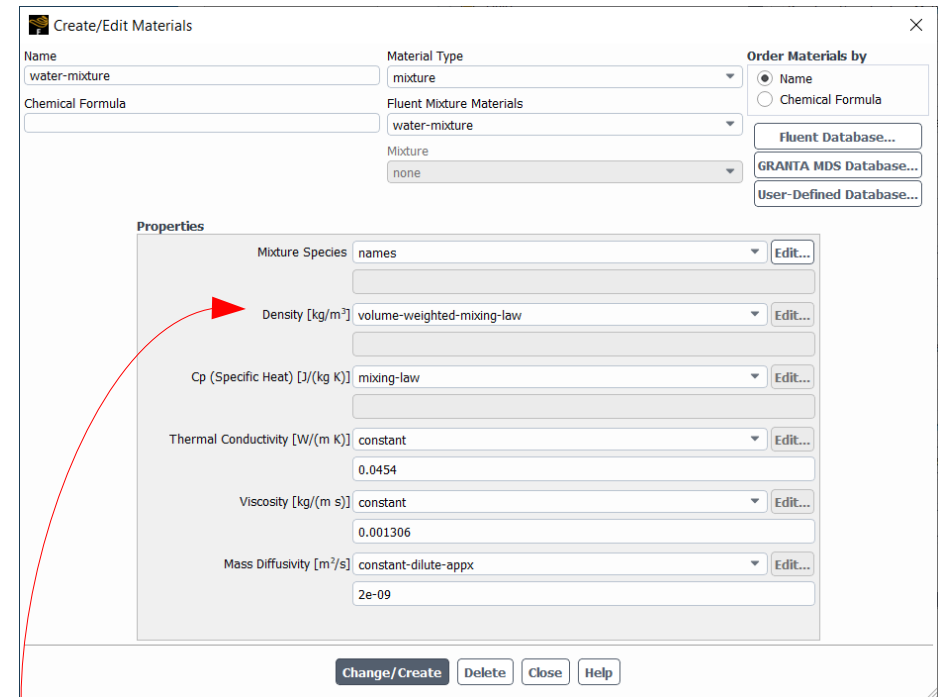 Create/Edit Materials
Name
water-mixture
Chemical Formula
Material Type
mixture
Fluent Mixture Materials
water-mixture
Mixture
none
Order Materials by
Name
Chemical Formula
Fluent Database...
GRANTA MDS Database...
User-Defined Database...
Properties
Mixture Species names Edit...
Density [kg/m³] volume-weighted-mixing-law Edit...
Cp (Specific Heat) [J/(kg K)] mixing-law Edit...
Thermal Conductivity [W/(m K)] constant Edit...
0.0454
Viscosity [kg/(m s)] constant Edit...
0.001306
Mass Diffusivity [m²/s] constant-dilute-appx Edit...
2e-09
Change/Create Delete Close Help